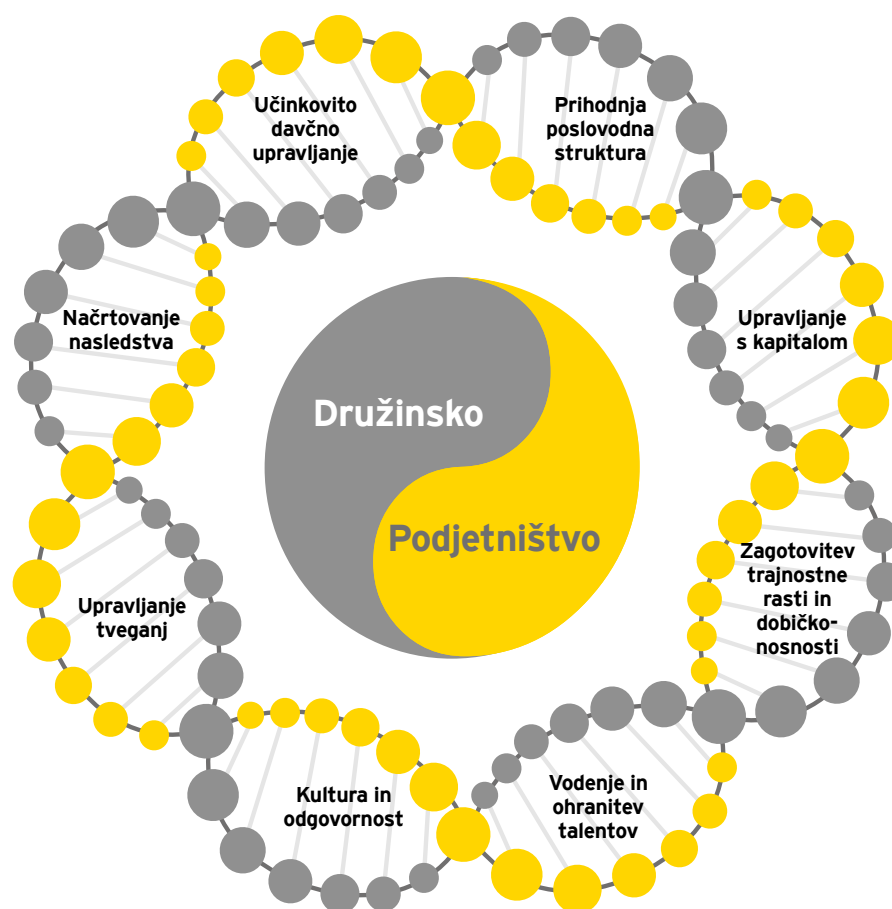 Učinkovito
davčno
upravljanje
Prihodnja
poslovodna
struktura
Načrtovanje
nasledstva
Upravljanje
s kapitalom
Družinsko
Podjetništvo
Zagotovitev
trajnostne
rasti in
dobičko-
nosnosti
Upravljanje
tveganj
Kultura in
odgovornost
Vodenje in
ohranitev
talentov